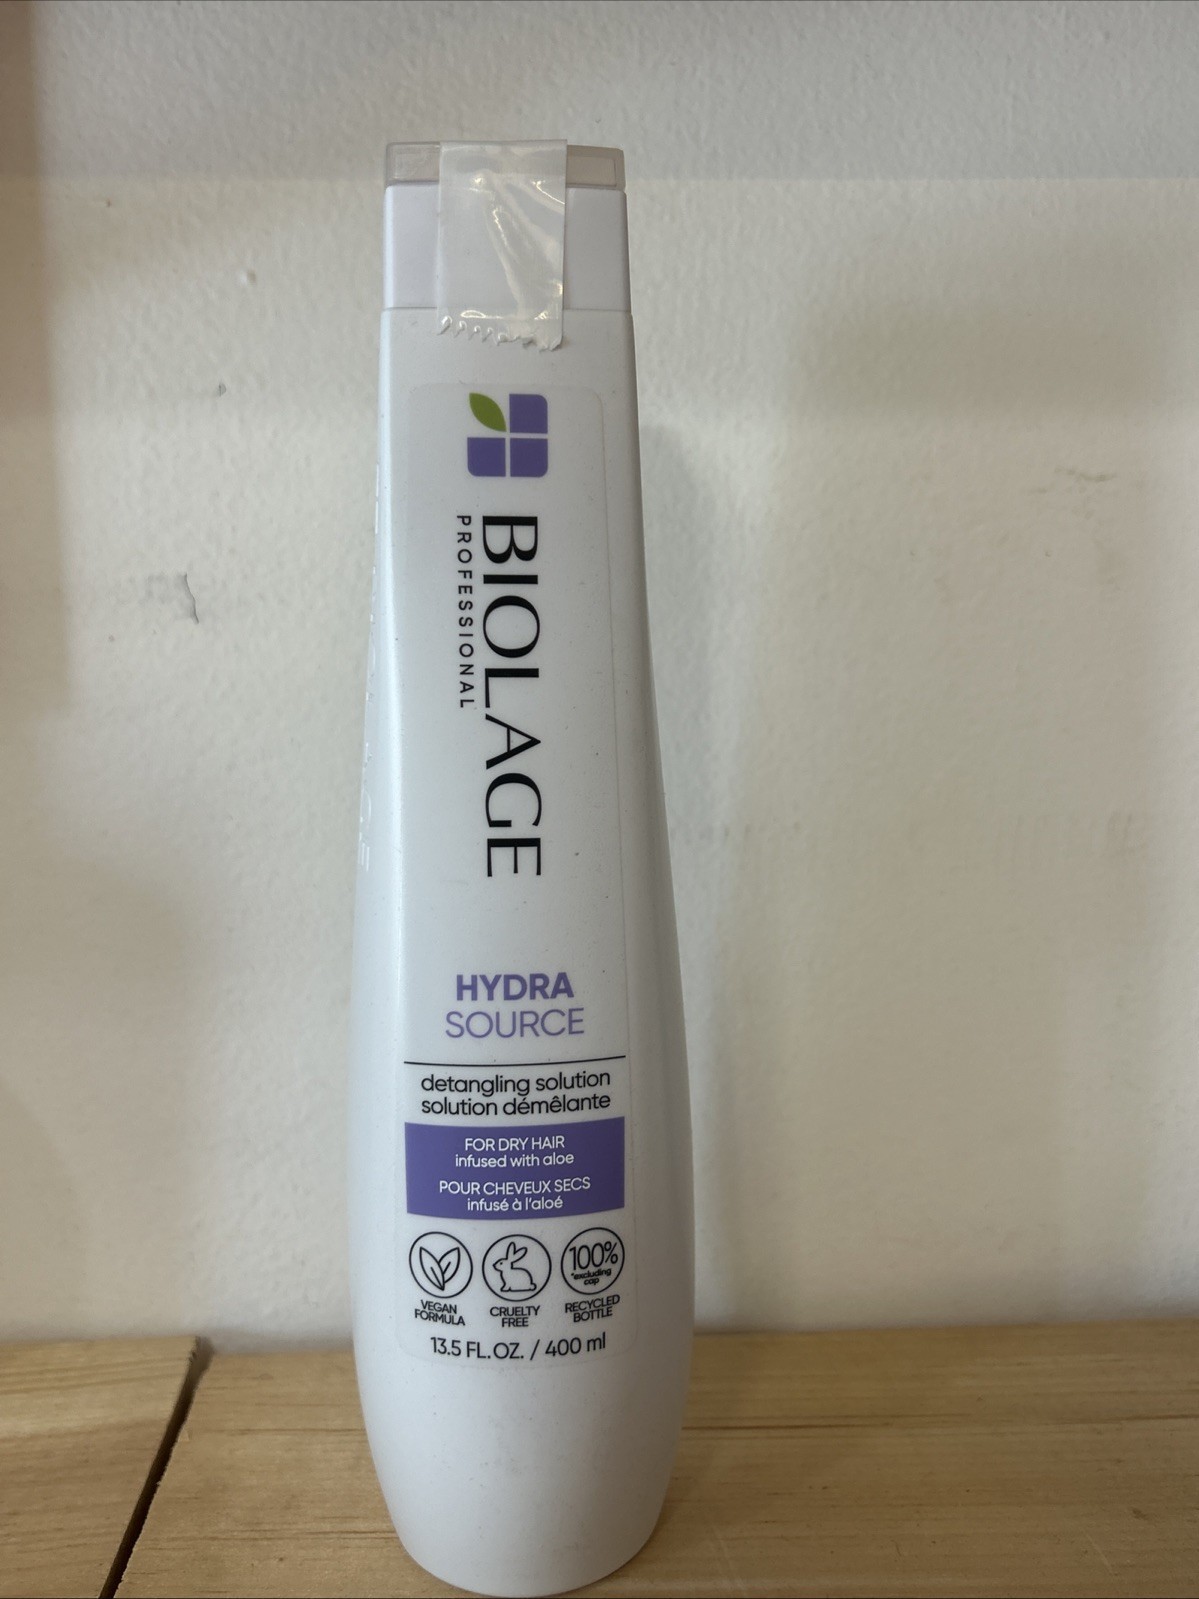 BIOLAGE
PROFESSIONAL
HYDRA
SOURCE
detangling solution
solution démêlante
FOR DRY HAIR
infused with aloe
POUR CHEVEUX SECS
infusé à l'aloé
100%
*excluding
cap
VEGAN
FORMULA
CRUELTY
FREE
RECYCLED
BOTTLE
13.5 FL.OZ. / 400 ml